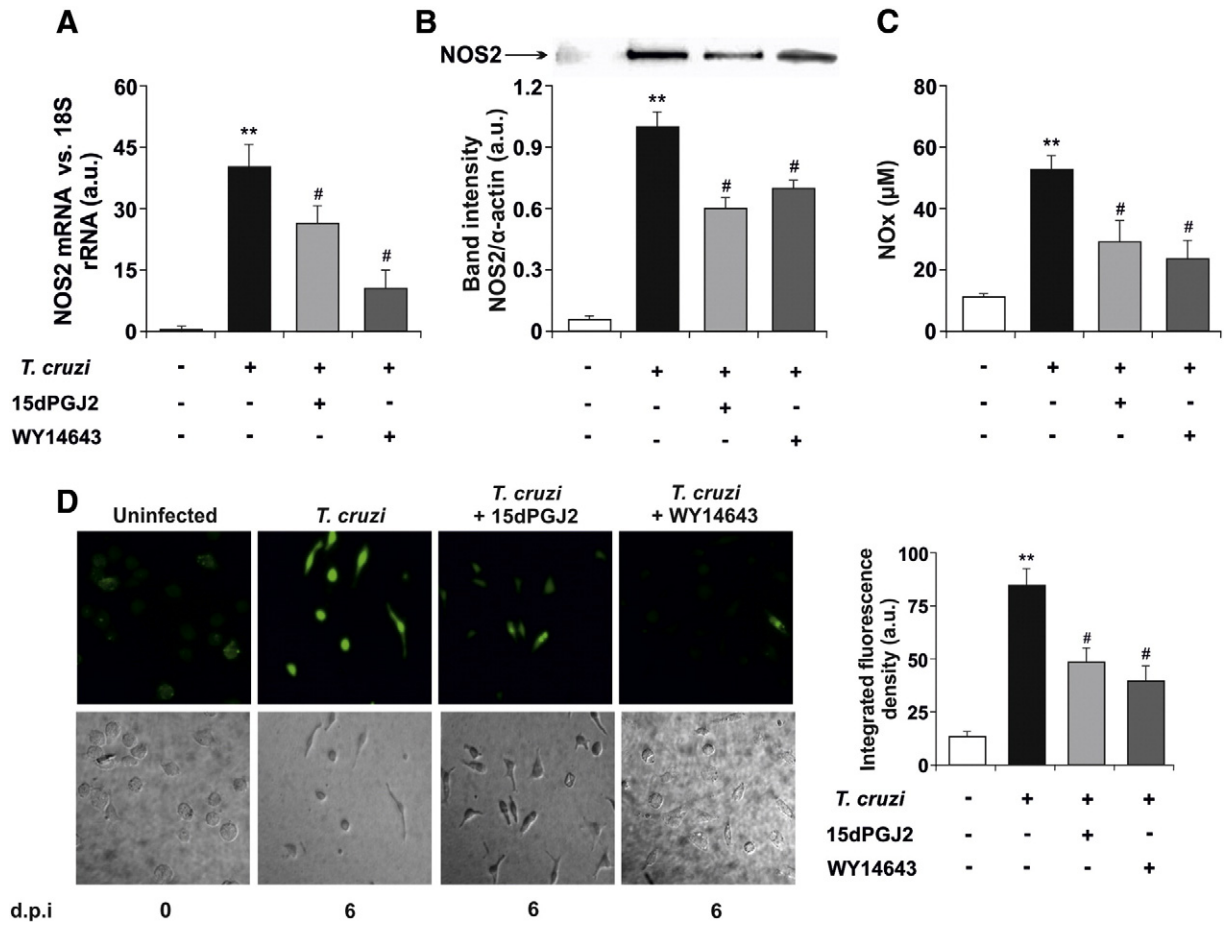 A
NOS2 mRNA vs. 18S
rRNA (a.u.)
60
45
30
15
0
**
#
#
T. cruzi - + + +
15dPGJ2 - - + -
WY14643 - - - +
B
NOS2
Band intensity
NOS2/α-actin (a.u.)
1.2
0.9
0.6
0.3
0
**
#
#
- + + +
- - + -
- - - +
C
NOx (µM)
80
60
40
20
0
**
#
#
- + + +
- - + -
- - - +
D
Uninfected
T. cruzi
T. cruzi
+ 15dPGJ2
T. cruzi
+ WY14643
d.p.i 0 6 6 6
Integrated fluorescence
density (a.u.)
100
75
50
25
0
**
#
#
T. cruzi - + + +
15dPGJ2 - - + -
WY14643 - - - +